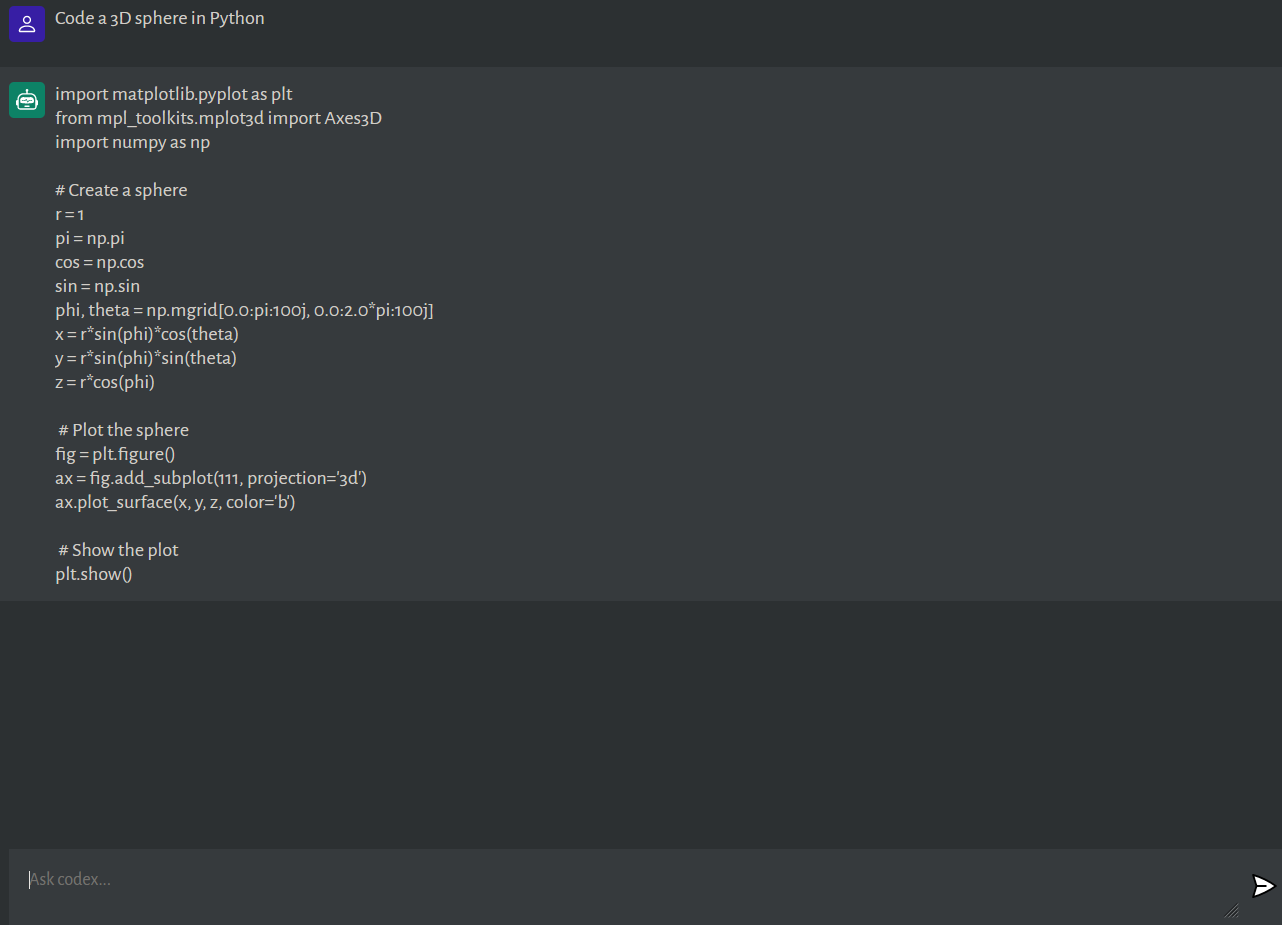 Code a 3D sphere in Python
import matplotlib.pyplot as plt
from mpl_toolkits.mplot3d import Axes3D
import numpy as np
# Create a sphere
r = 1
pi = np.pi
cos = np.cos
sin = np.sin
phi, theta = np.mgrid[0.0:pi:100j, 0.0:2.0*pi:100j]
x = r*sin(phi)*cos(theta)
y = r*sin(phi)*sin(theta)
z = r*cos(phi)
# Plot the sphere
fig = plt.figure()
ax = fig.add_subplot(111, projection='3d')
ax.plot_surface(x, y, z, color='b')
# Show the plot
plt.show()
Ask codex...